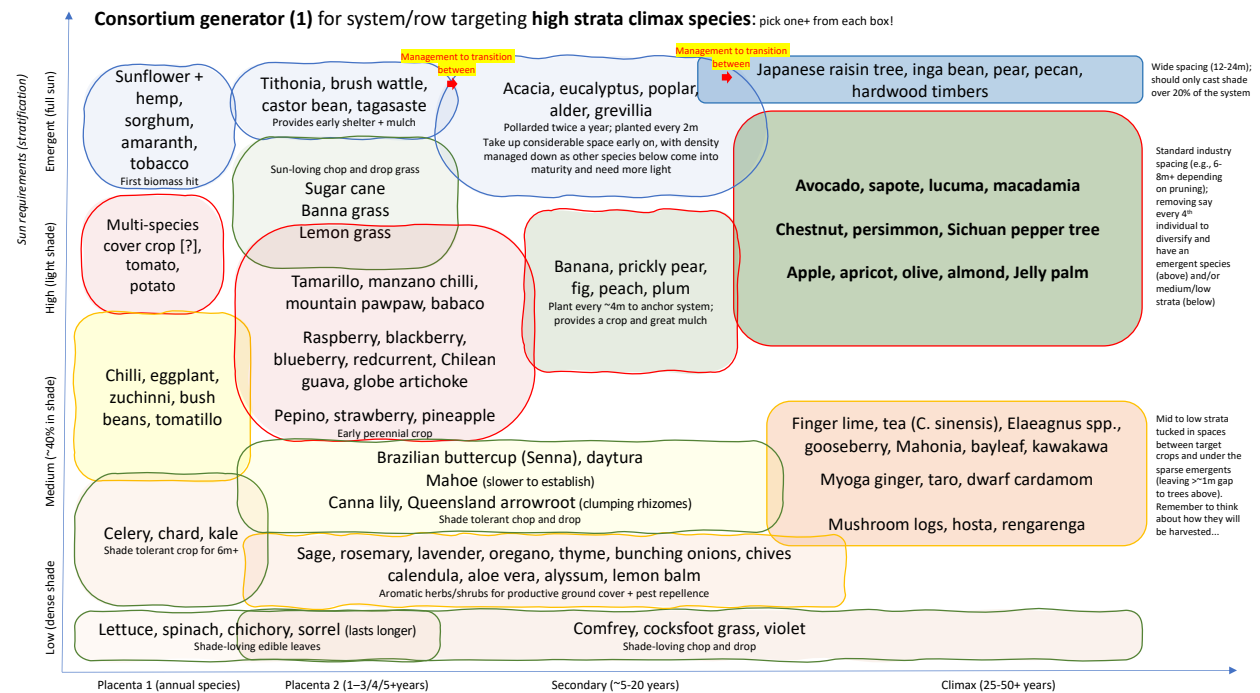 Consortium generator (1) for system/row targeting high strata climax species: pick one+ from each box!
Sun requirements (stratification)
Emergent (full sun)
High (light shade)
Medium (~40% in shade)
Low (dense shade
Sunflower +
hemp,
sorghum,
amaranth,
tobacco
First biomass hit
Tithonia, brush wattle,
castor bean, tagasaste
Provides early shelter + mulch
Management to transition
between
Acacia, eucalyptus, poplar,
alder, grevillia
Pollarded twice a year; planted every 2m
Take up considerable space early on, with density
managed down as other species below come into
maturity and need more light
Management to transition
between
Japanese raisin tree, inga bean, pear, pecan,
hardwood timbers
Wide spacing (12-24m);
should only cast shade
over 20% of the system
Sun-loving chop and drop grass
Sugar cane
Banna grass
Lemon grass
Multi-species
cover crop [?],
tomato,
potato
Tamarillo, manzano chilli,
mountain pawpaw, babaco
Raspberry, blackberry,
blueberry, redcurrent, Chilean
guava, globe artichoke
Pepino, strawberry, pineapple
Early perennial crop
Banana, prickly pear,
fig, peach, plum
Plant every ~4m to anchor system;
provides a crop and great mulch
Avocado, sapote, lucuma, macadamia
Chestnut, persimmon, Sichuan pepper tree
Apple, apricot, olive, almond, Jelly palm
Standard industry
spacing (e.g., 6-
8m+ depending
on pruning);
removing say
every 4th
individual to
diversify and
have an
emergent species
(above) and/or
medium/low
strata (below)
Chilli, eggplant,
zuchinni, bush
beans, tomatillo
Brazilian buttercup (Senna), daytura
Mahoe (slower to establish)
Canna lily, Queensland arrowroot (clumping rhizomes)
Shade tolerant chop and drop
Finger lime, tea (C. sinensis), Elaeagnus spp.,
gooseberry, Mahonia, bayleaf, kawakawa
Myoga ginger, taro, dwarf cardamom
Mushroom logs, hosta, rengarenga
Mid to low strata
tucked in spaces
between target
crops and under the
sparse emergents
(leaving >~1m gap
to trees above).
Remember to think
about how they will
be harvested...
Celery, chard, kale
Shade tolerant crop for 6m+
Sage, rosemary, lavender, oregano, thyme, bunching onions, chives
calendula, aloe vera, alyssum, lemon balm
Aromatic herbs/shrubs for productive ground cover + pest repellence
Lettuce, spinach, chichory, sorrel (lasts longer)
Shade-loving edible leaves
Comfrey, cocksfoot grass, violet
Shade-loving chop and drop
Placenta 1 (annual species)
Placenta 2 (1–3/4/5+years)
Secondary (~5-20 years)
Climax (25-50+ years)